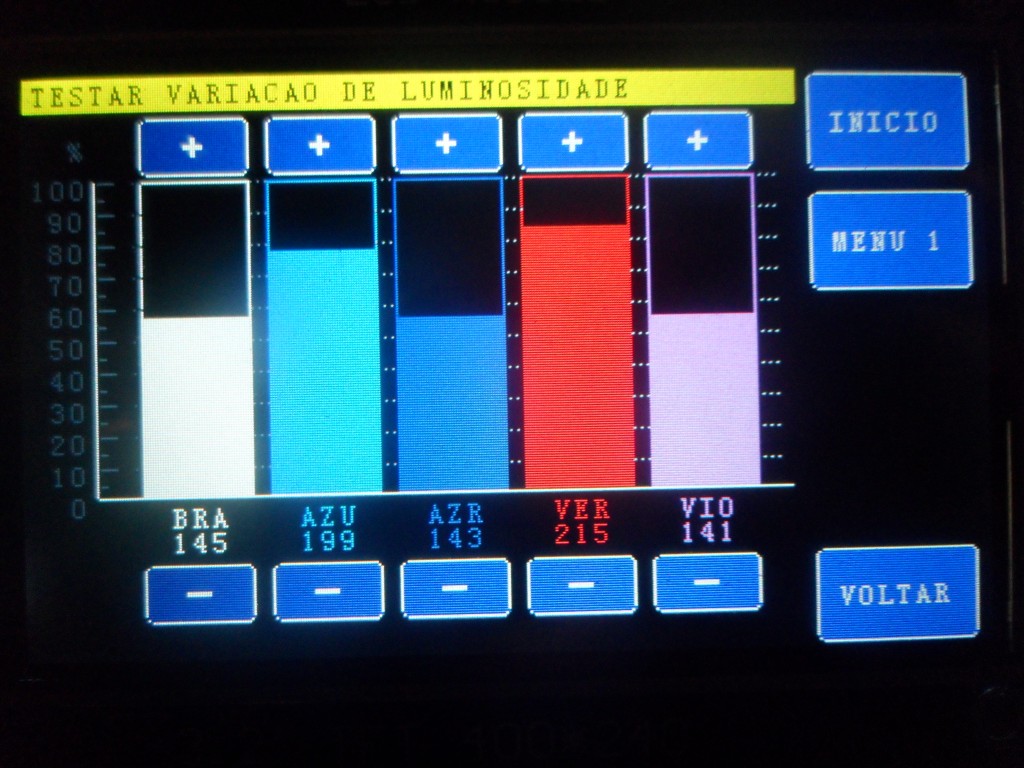 TESTAR VARIACAO DE LUMINOSIDADE
INICIO
+ + + + +
%
100
90
MENU 1
80
70
60
50
40
30
20
10
0
BRA AZU AZR VER VIO
145 199 143 215 141
- - - - -
VOLTAR